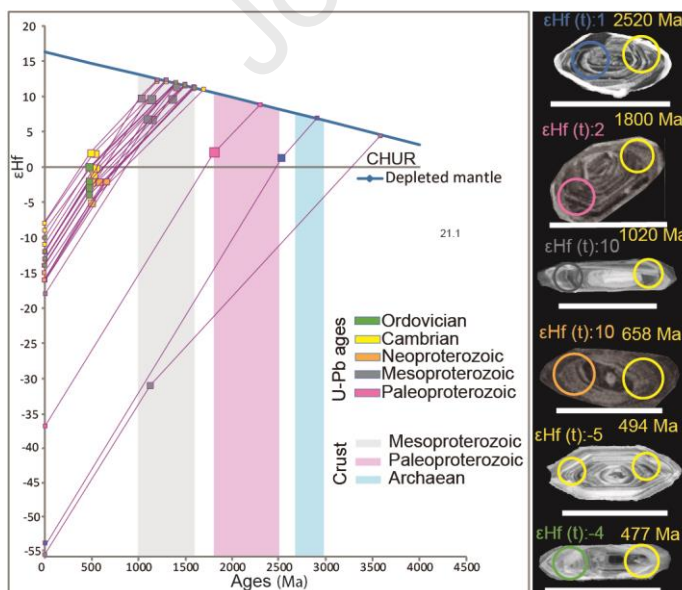 Jo
20
15
10
5
0
-5
-10
-15
-20
-25
-30
-35
-40
-45
-50
-55
εHf
CHUR
Depleted mantle
21.1
U-Pb ages
Ordovician
Cambrian
Neoproterozoic
Mesoproterozoic
Paleoproterozoic
Crust
Mesoproterozoic
Paleoproterozoic
Archaean
0 500 1000 1500 2000 2500 3000 3500 4000 4500
Ages (Ma)
εHf (t):1 2520 Ma
1800 Ma
εHf (t):2
1020 Ma
εHf (t):10
εHf (t):10 658 Ma
494 Ma
εHf (t):-5
εHf (t):-4 477 Ma